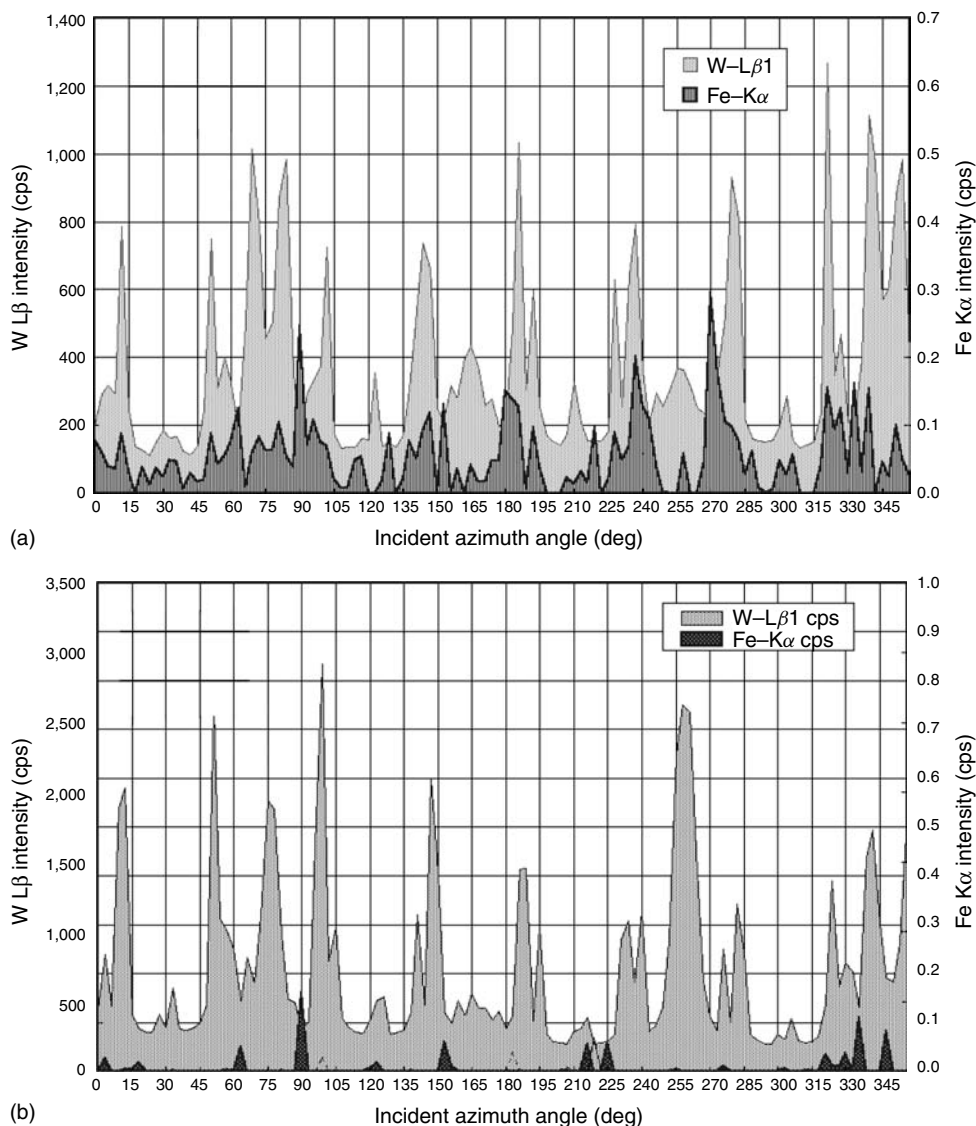 1,400
1,200
1,000
800
600
400
200
0
W Lβ intensity (cps)
0.7
0.6
0.5
0.4
0.3
0.2
0.1
0.0
Fe Kα intensity (cps)
W–Lβ1
Fe–Kα
0 15 30 45 60 75 90 105 120 135 140 165 180 195 210 225 240 255 270 285 300 315 330 345
(a)
Incident azimuth angle (deg)
3,500
3,000
2,500
2,000
1,500
1,000
500
0
W Lβ intensity (cps)
1.0
0.9
0.8
0.7
0.6
0.5
0.4
0.3
0.2
0.1
0.0
Fe Kα intensity (cps)
W–Lβ1 cps
Fe–Kα cps
0 15 30 45 60 75 90 105 120 135 140 165 180 195 210 225 240 255 270 285 300 315 330 345
(b)
Incident azimuth angle (deg)